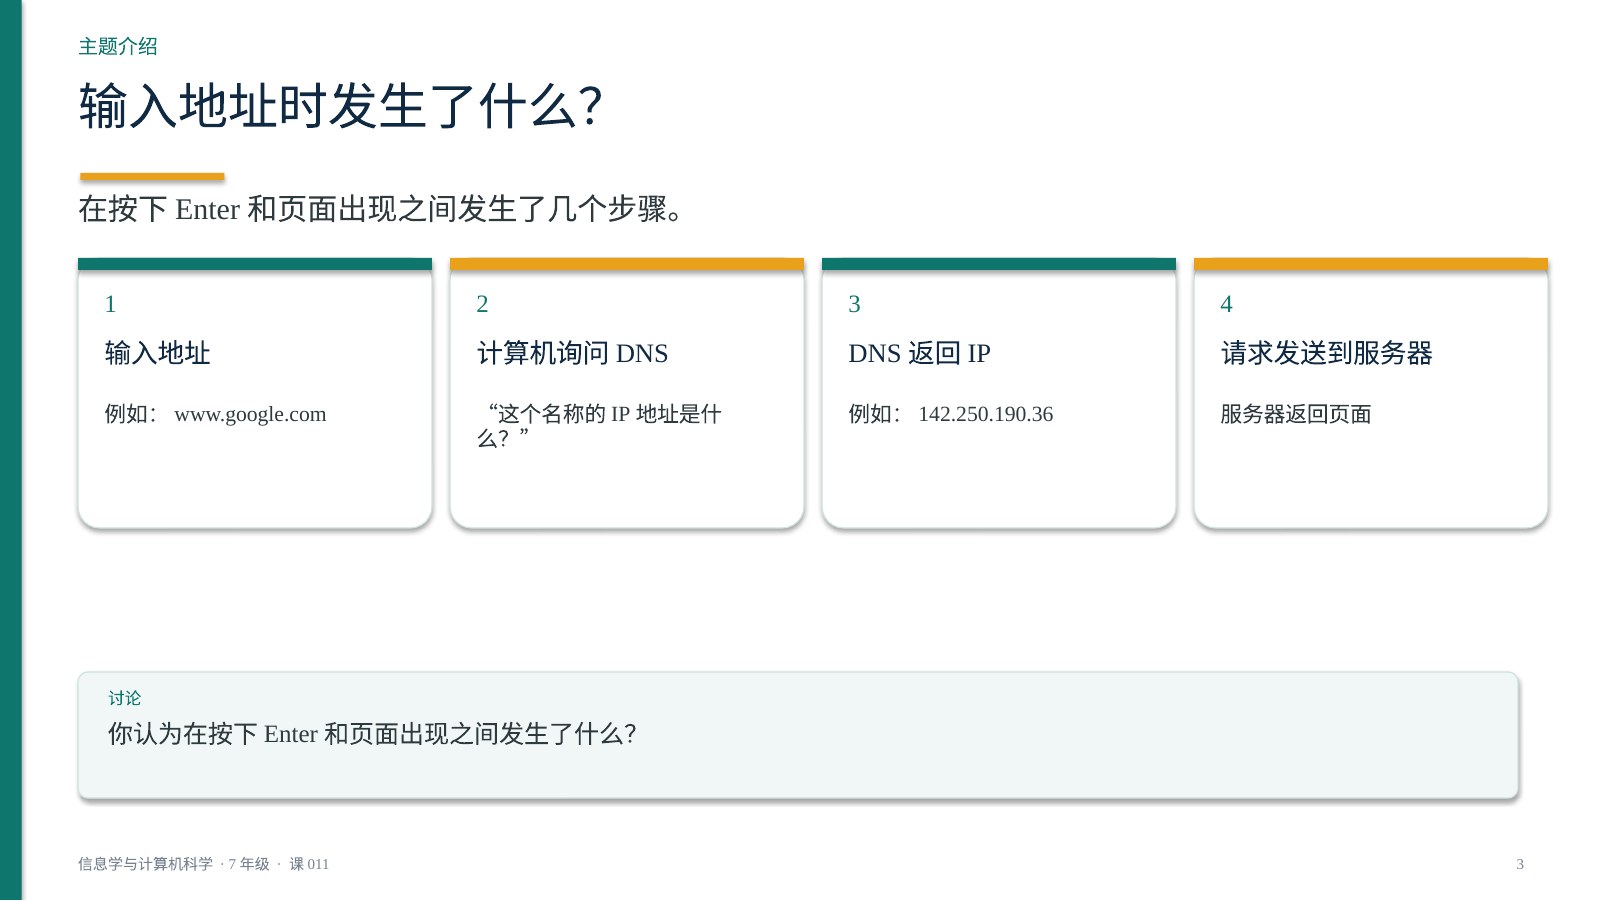 主题介绍
输入地址时发生了什么？
在按下 Enter 和页面出现之间发生了几个步骤。
1
输入地址
例如： www.google.com
2
计算机询问 DNS
“这个名称的 IP 地址是什
么？”
3
DNS 返回 IP
例如： 142.250.190.36
4
请求发送到服务器
服务器返回页面
讨论
你认为在按下 Enter 和页面出现之间发生了什么？
信息学与计算机科学 · 7 年级 · 课 011
3